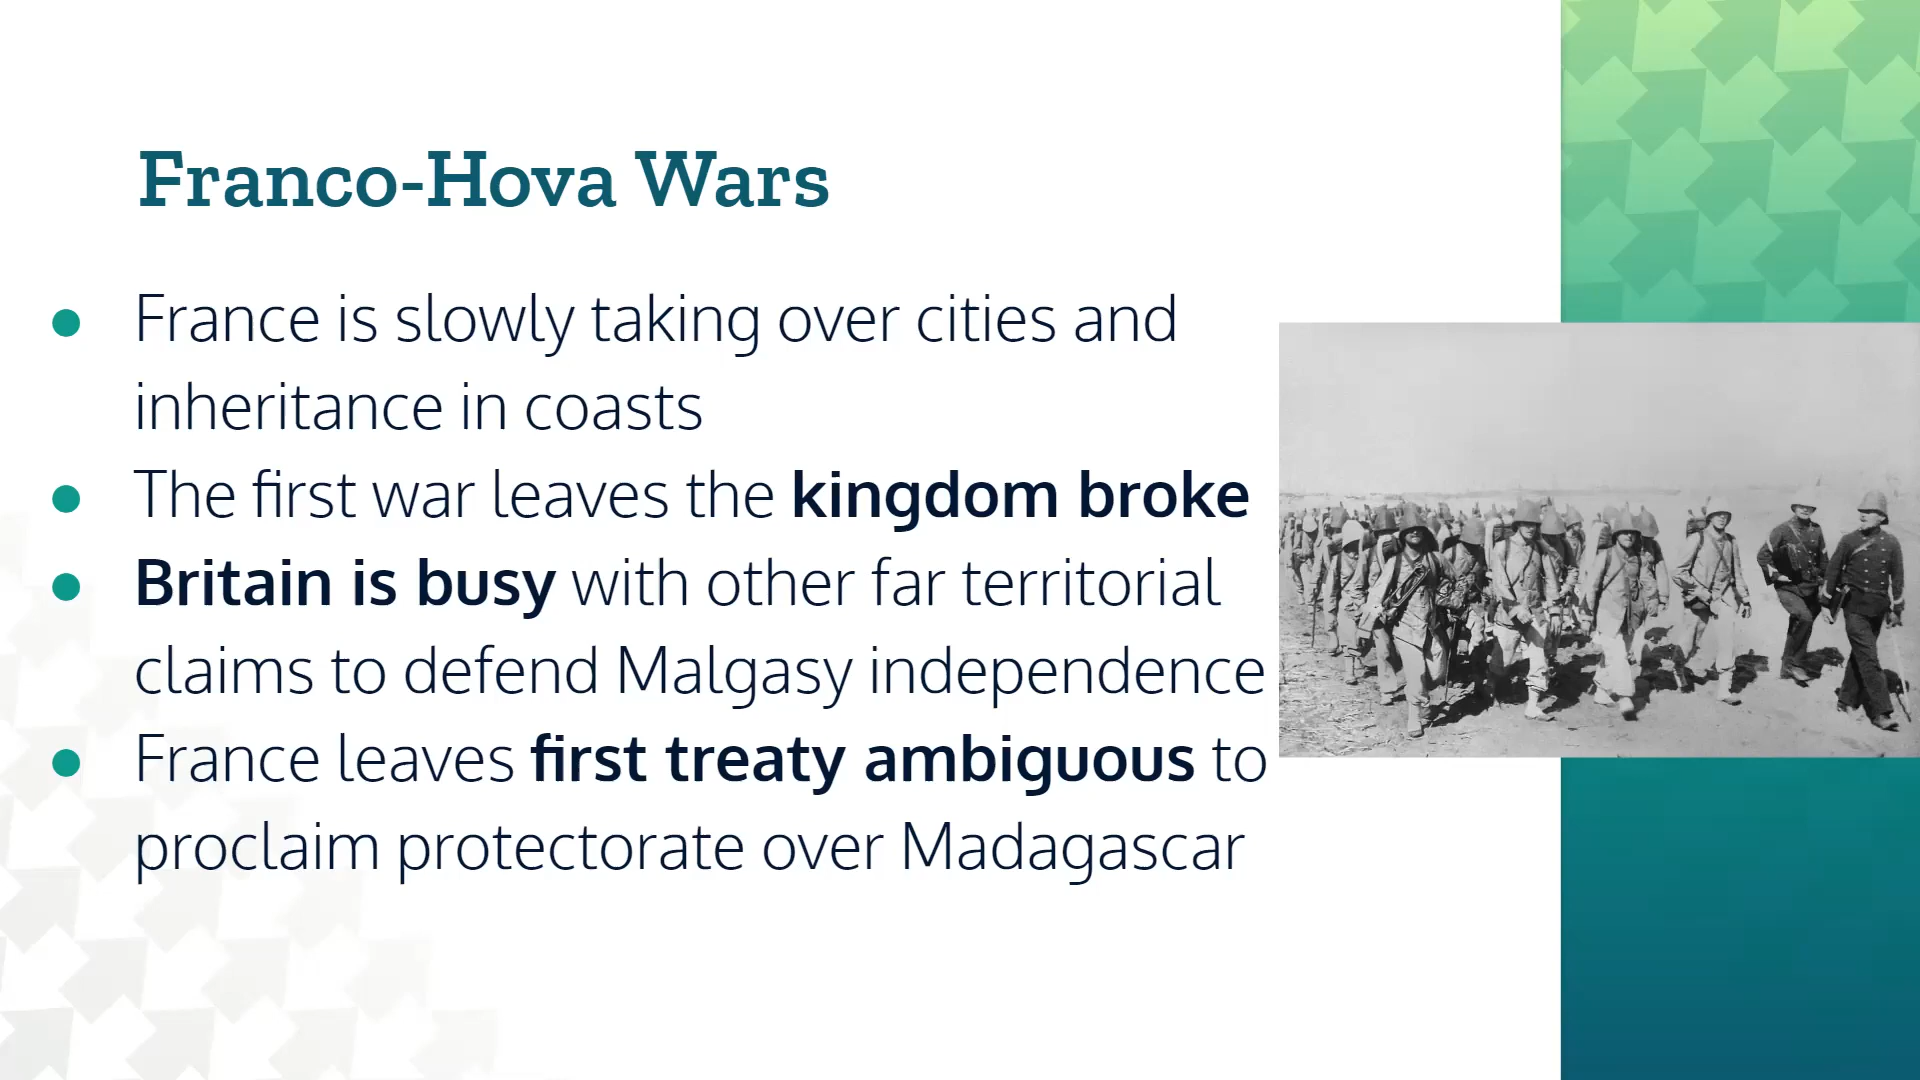 Franco-Hova Wars
● France is slowly taking over cities and
inheritance in coasts
● The first war leaves the kingdom broke
● Britain is busy with other far territorial
claims to defend Malgasy independence
● France leaves first treaty ambiguous to
proclaim protectorate over Madagascar